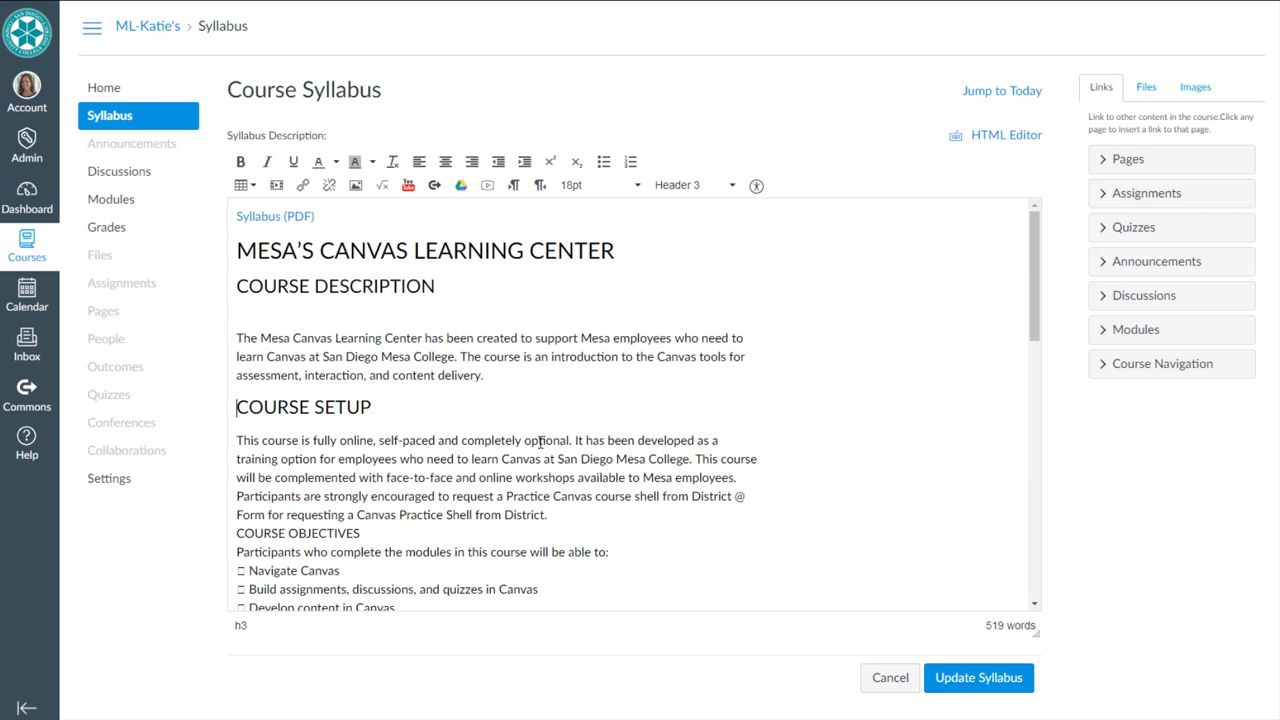 ML-Katie's › Syllabus
Account
Admin
Dashboard
Courses
Calendar
Inbox
Commons
Help
Home
Syllabus
Announcements
Discussions
Modules
Grades
Files
Assignments
Pages
People
Outcomes
Quizzes
Conferences
Collaborations
Settings
Course Syllabus
Jump to Today
Syllabus Description:
HTML Editor
B I U A A
18pt Header 3
Syllabus (PDF)
MESA’S CANVAS LEARNING CENTER
COURSE DESCRIPTION
The Mesa Canvas Learning Center has been created to support Mesa employees who need to
learn Canvas at San Diego Mesa College. The course is an introduction to the Canvas tools for
assessment, interaction, and content delivery.
COURSE SETUP
This course is fully online, self-paced and completely optional. It has been developed as a
training option for employees who need to learn Canvas at San Diego Mesa College. This course
will be complemented with face-to-face and online workshops available to Mesa employees.
Participants are strongly encouraged to request a Practice Canvas course shell from District @
Form for requesting a Canvas Practice Shell from District.
COURSE OBJECTIVES
Participants who complete the modules in this course will be able to:
Navigate Canvas
Build assignments, discussions, and quizzes in Canvas
Develop content in Canvas
h3
519 words
Cancel
Update Syllabus
Links Files Images
Link to other content in the course.Click any
page to insert a link to that page.
Pages
Assignments
Quizzes
Announcements
Discussions
Modules
Course Navigation